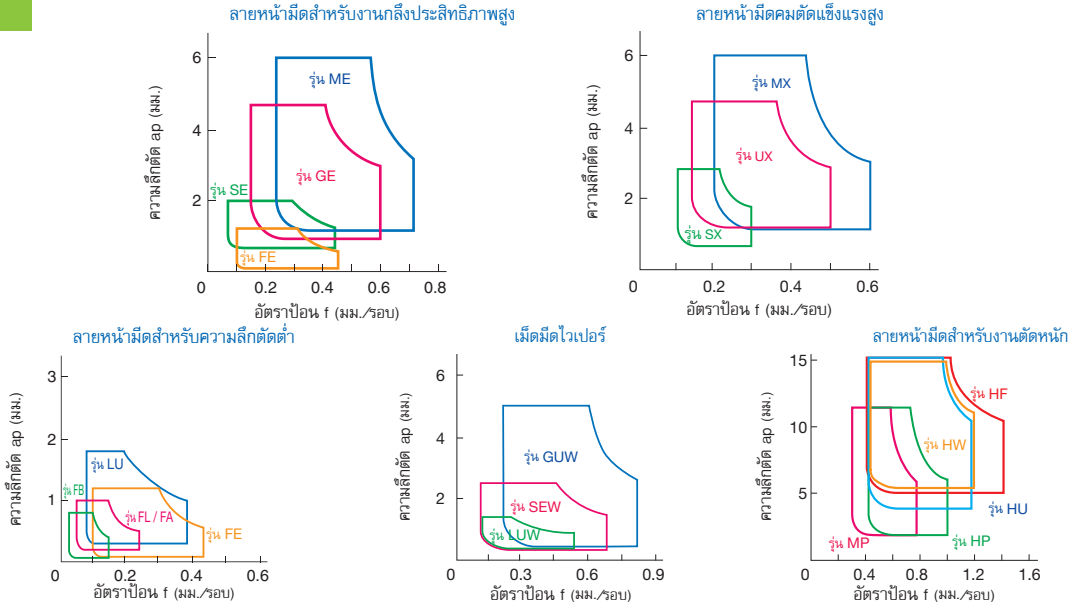 ลายหน้ามีดสำหรับงานกลึงประสิทธิภาพสูง
ความลึกตัด ap (มม.)
6
4
2
0
0.2
0.4
0.6
0.8
รุ่น ME
รุ่น GE
รุ่น SE
รุ่น FE
อัตราป้อน f (มม./รอบ)
ลายหน้ามีดคมตัดแข็งแรงสูง
ความลึกตัด ap (มม.)
6
4
2
0
0.2
0.4
0.6
รุ่น MX
รุ่น UX
รุ่น SX
อัตราป้อน f (มม./รอบ)
ลายหน้ามีดสำหรับความลึกตัดต่ำ
ความลึกตัด ap (มม.)
3
2
1
0
0.2
0.4
0.6
รุ่น LU
รุ่น FB
รุ่น FL / FA
รุ่น FE
อัตราป้อน f (มม./รอบ)
เม็ดมีดไวเปอร์
ความลึกตัด ap (มม.)
6
4
2
0
0.3
0.6
0.9
รุ่น GUW
รุ่น SEW
รุ่น LUW
อัตราป้อน f (มม./รอบ)
ลายหน้ามีดสำหรับงานตัดหนัก
ความลึกตัด ap (มม.)
15
10
5
0
0.4
0.8
1.2
1.6
รุ่น HF
รุ่น HW
รุ่น HU
รุ่น MP
รุ่น HP
อัตราป้อน f (มม./รอบ)